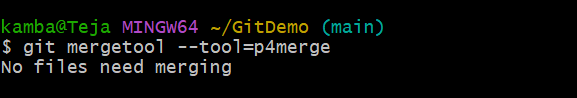 kamba@Teja MINGW64 ~/GitDemo (main)
$ git mergetool --tool=p4merge
No files need merging